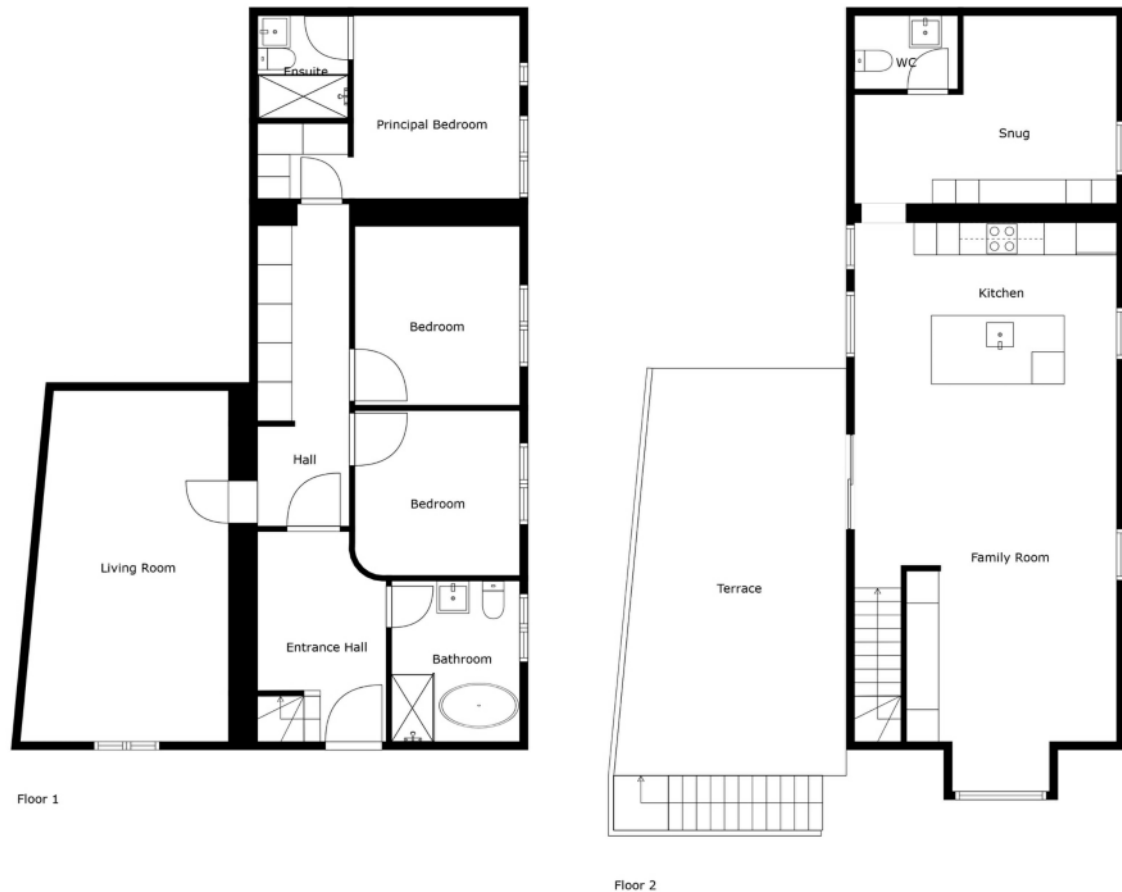 Ensuite
Principal Bedroom
Bedroom
Hall
Bedroom
Living Room
Entrance Hall
Bathroom
Floor 1
WC
Snug
Kitchen
Family Room
Terrace
Floor 2